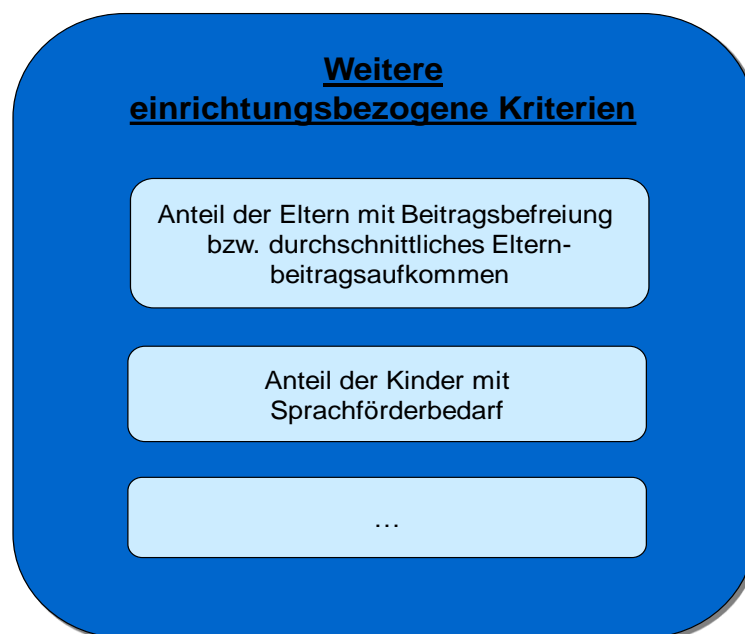 Weitere
einrichtungsbezogene Kriterien
Anteil der Eltern mit Beitragsbefreiung
bzw. durchschnittliches Eltern-
beitragsaufkommen
Anteil der Kinder mit
Sprachförderbedarf
…